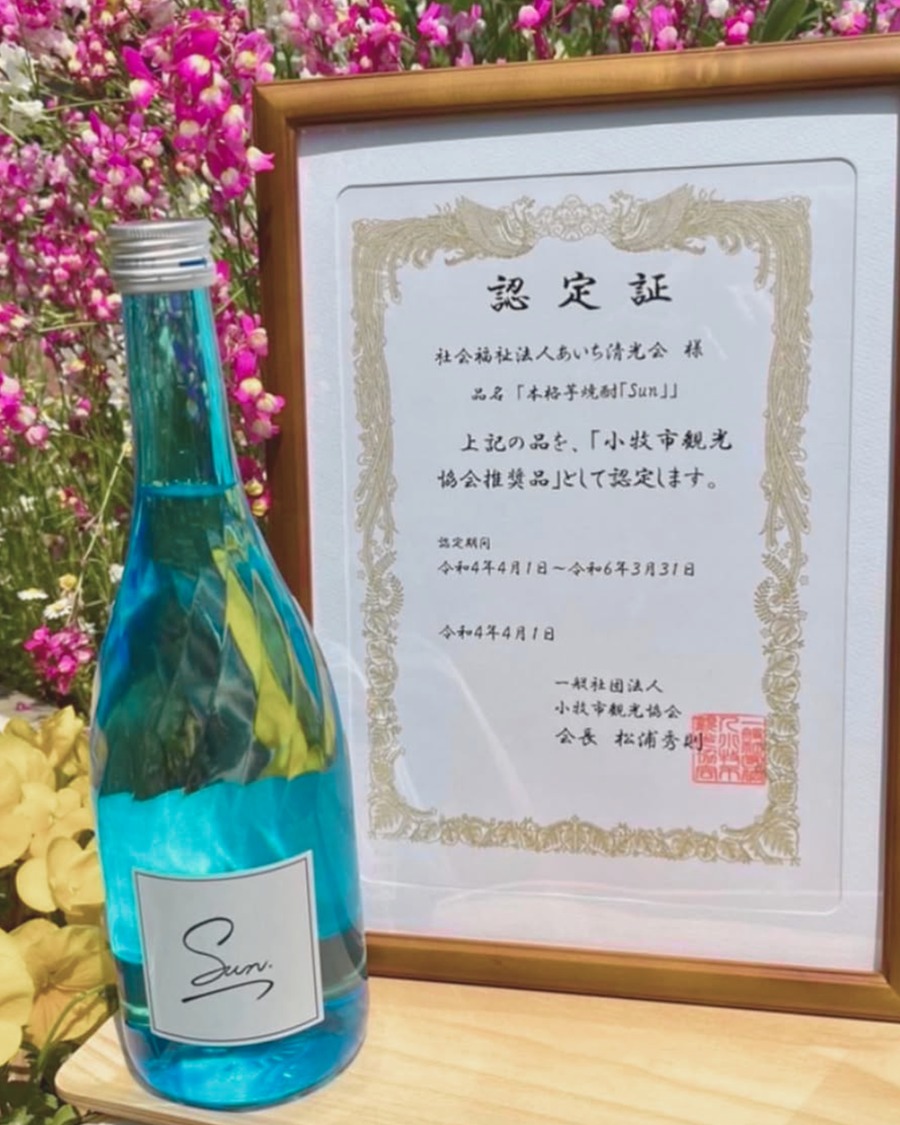 認定証
社会福祉法人あいち清光会 様
品名「本格芋焼酎「Sun」」
上記の品を、「小牧市観光
協会推奨品」として認定します。
認定期间
令和4年4月1日～令和6年3月31日
令和4年4月1日
一般社団法人
小牧市観光協会
会長 松浦秀則
Sun.